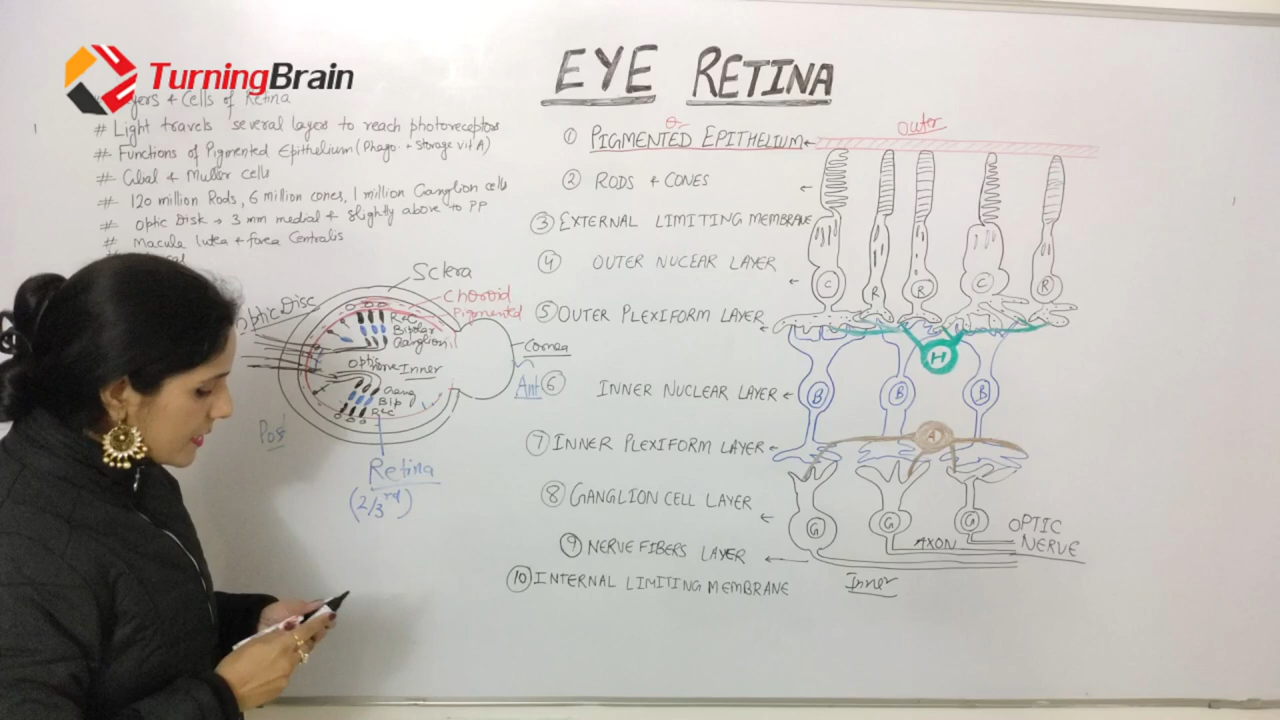 TurningBrain
EYE RETINA
yers & Cells of Retina
# Light travels several layers to reach photoreceptors
# Functions of Pigmented Epithelium (Phago. + Storage vit A)
# Cubal & Muller cells
# 120 million Rods, 6 million cones, 1 million Ganglion cells
# Optic Disk → 3 mm medial & slightly above to PP
# Macula lutea & fovea Centralis
Optic Disc
Sclera
Choroid
Pigmented
R&C
Bipolar
Ganglion
Optic Nerve
Inner
Gang
Bip
R&C
Cornea
Ant
Post
Retina
(2/3rd)
① PIGMENTED EPITHELIUM
② RODS & CONES
③ EXTERNAL LIMITING MEMBRANE
④ OUTER NUCEAR LAYER
⑤ OUTER PLEXIFORM LAYER
⑥ INNER NUCLEAR LAYER
⑦ INNER PLEXIFORM LAYER
⑧ GANGLION CELL LAYER
⑨ NERVE FIBERS LAYER
⑩ INTERNAL LIMITING MEMBRANE
Outer
C R R C R
H
B B B
A
G G G
AXON
OPTIC
NERVE
Inner